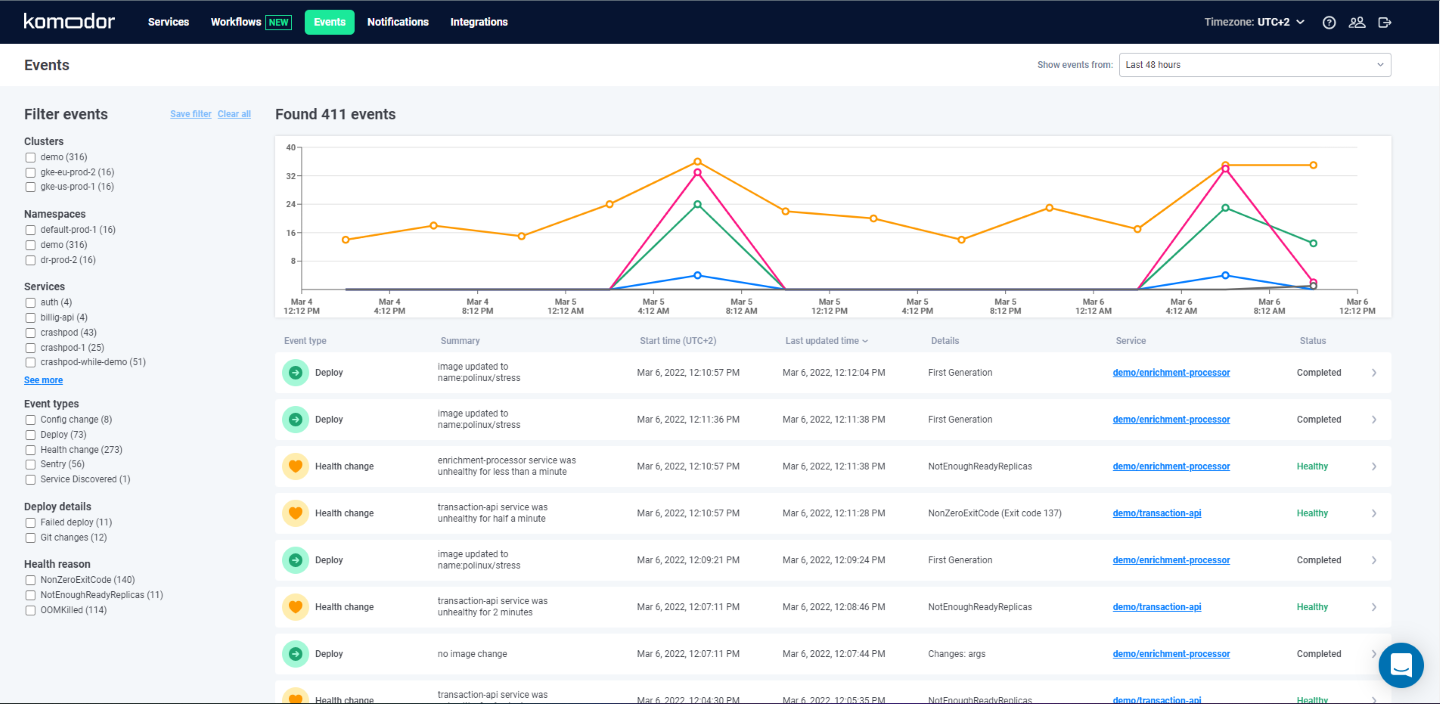 komodor Services Workflows NEW Events Notifications Integrations Timezone: UTC+2
Events Show events from: Last 48 hours
Filter events Save filter Clear all
Clusters
demo (316)
gke-eu-prod-2 (16)
gke-us-prod-1 (16)
Namespaces
default-prod-1 (16)
demo (316)
dr-prod-2 (16)
Services
auth (4)
billig-api (4)
crashpod (43)
crashpod-1 (25)
crashpod-while-demo (51)
See more
Event types
Config change (8)
Deploy (73)
Health change (273)
Sentry (56)
Service Discovered (1)
Deploy details
Failed deploy (11)
Git changes (12)
Health reason
NonZeroExitCode (140)
NotEnoughReadyReplicas (11)
OOMKilled (114)
Found 411 events
40
32
24
16
8
Mar 4 Mar 4 Mar 4 Mar 5 Mar 5 Mar 5 Mar 5 Mar 5 Mar 5 Mar 6 Mar 6 Mar 6 Mar 6
12:12 PM 4:12 PM 8:12 PM 12:12 AM 4:12 AM 8:12 AM 12:12 PM 4:12 PM 8:12 PM 12:12 AM 4:12 AM 8:12 AM 12:12 PM
Event type Summary Start time (UTC+2) Last updated time Details Service Status
image updated to
Deploy Mar 6, 2022, 12:10:57 PM Mar 6, 2022, 12:12:04 PM First Generation demo/enrichment-processor Completed
name:polinux/stress
image updated to
Deploy Mar 6, 2022, 12:11:36 PM Mar 6, 2022, 12:11:38 PM First Generation demo/enrichment-processor Completed
name:polinux/stress
enrichment-processor service was
Health change Mar 6, 2022, 12:10:57 PM Mar 6, 2022, 12:11:38 PM NotEnoughReadyReplicas demo/enrichment-processor Healthy
unhealthy for less than a minute
transaction-api service was
Health change Mar 6, 2022, 12:10:57 PM Mar 6, 2022, 12:11:28 PM NonZeroExitCode (Exit code 137) demo/transaction-api Healthy
unhealthy for half a minute
image updated to
Deploy Mar 6, 2022, 12:09:21 PM Mar 6, 2022, 12:09:24 PM First Generation demo/enrichment-processor Completed
name:polinux/stress
transaction-api service was
Health change Mar 6, 2022, 12:07:11 PM Mar 6, 2022, 12:08:46 PM NotEnoughReadyReplicas demo/transaction-api Healthy
unhealthy for 2 minutes
Deploy no image change Mar 6, 2022, 12:07:11 PM Mar 6, 2022, 12:07:44 PM Changes: args demo/enrichment-processor Completed
transaction-api service was
Health change Mar 6, 2022, 12:04:30 PM Mar 6, 2022, 12:05:35 PM NotEnoughReadyReplicas demo/transaction-api Healthy